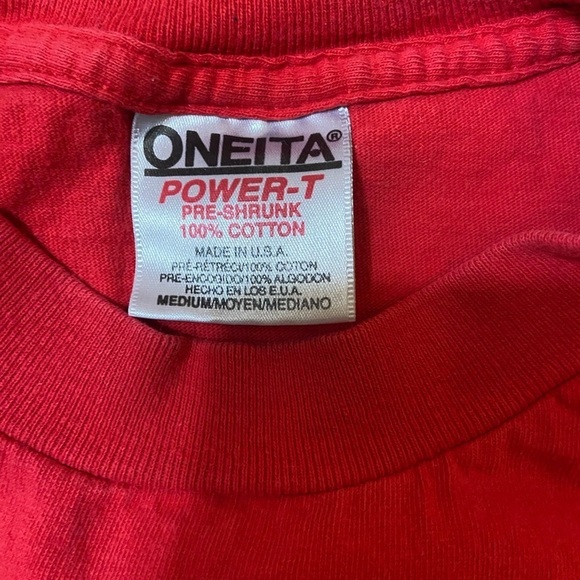 ONEITA®
POWER-T
PRE-SHRUNK
100% COTTON
MADE IN U.S.A.
PRÉ-RÉTRÉCI/100% COTON
PRE-ENCOGIDO/100% ALGODON
HECHO EN LOS E.U.A.
MEDIUM/MOYEN/MEDIANO